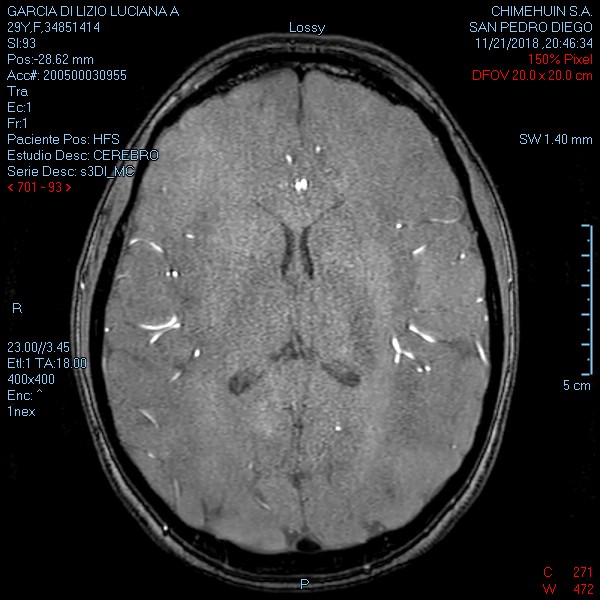 GARCIA DI LIZIO LUCIANA A
29Y,F,34851414
Sl:93
Pos:-28.62 mm
Acc#: 200500030955
Tra
Ec:1
Fr:1
Paciente Pos: HFS
Estudio Desc: CEREBRO
Serie Desc: s3DI_MC
< 701 - 93 >
Lossy
CHIMEHUIN S.A.
SAN PEDRO DIEGO
11/21/2018 ,20:46:34
150% Pixel
DFOV 20.0 x 20.0 cm
SW 1.40 mm
R
23.00//3.45
Etl:1 TA:18.00
400x400
Enc: ^
1nex
5 cm
P
C 271
W 472